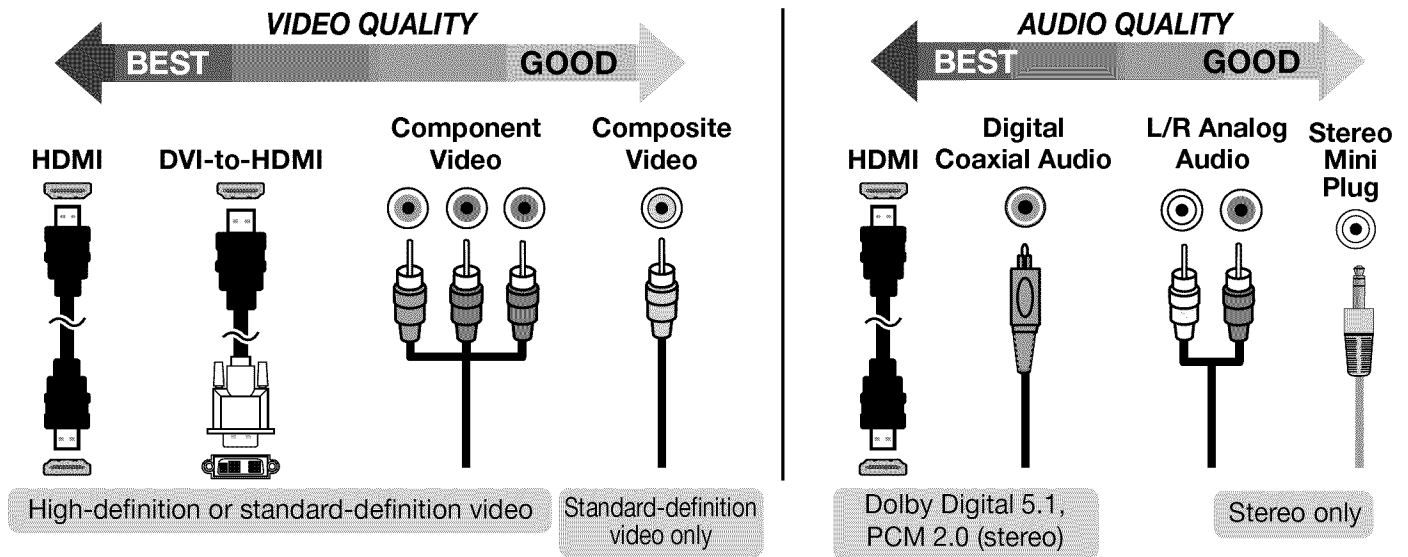 VIDEO QUALITY
BEST
GOOD
HDMI
DVI-to-HDMI
Component
Video
Composite
Video
High-definition or standard-definition video
Standard-definition
video only
AUDIO QUALITY
BEST
GOOD
HDMI
Digital
Coaxial Audio
L/R Analog
Audio
Stereo
Mini
Plug
Dolby Digital 5.1,
PCM 2.0 (stereo)
Stereo only